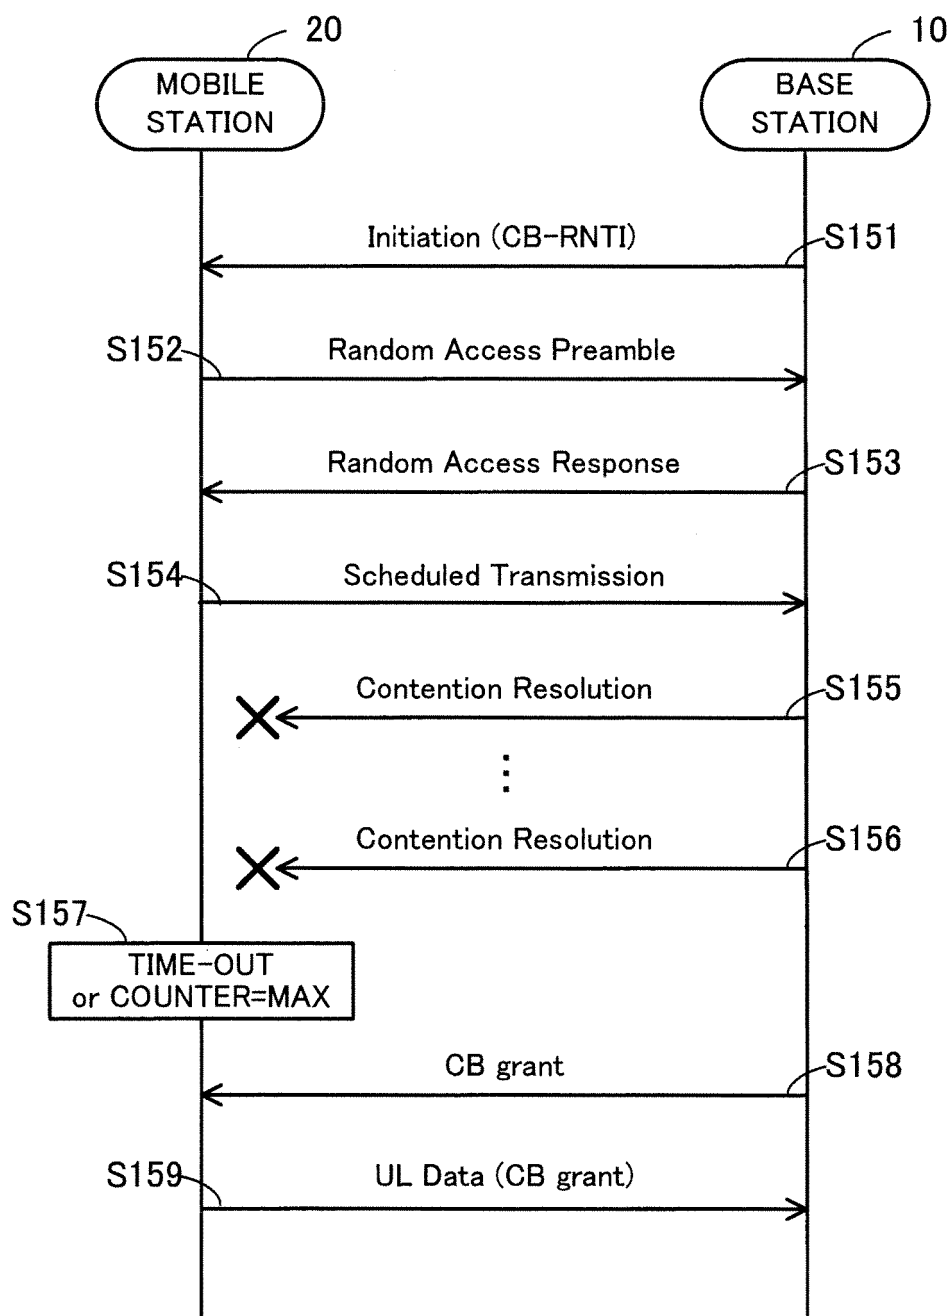 20
10
MOBILE
STATION
BASE
STATION
Initiation (CB-RNTI)
S151
S152
Random Access Preamble
Random Access Response
S153
S154
Scheduled Transmission
Contention Resolution
S155
Contention Resolution
S156
S157
TIME-OUT
or COUNTER=MAX
CB grant
S158
S159
UL Data (CB grant)